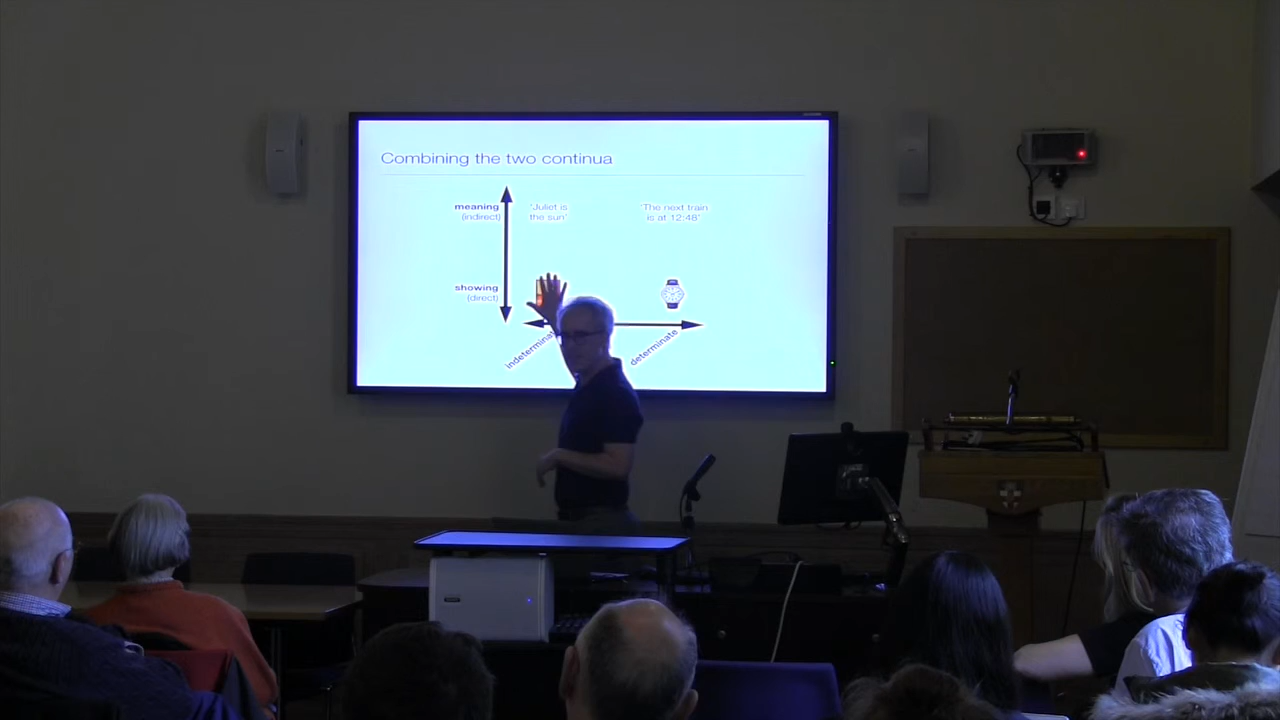 Combining the two continua
meaning
(indirect)
"Juliet is
the sun"
"The next train
is at 12:48"
showing
(direct)
indeterminate
determinate